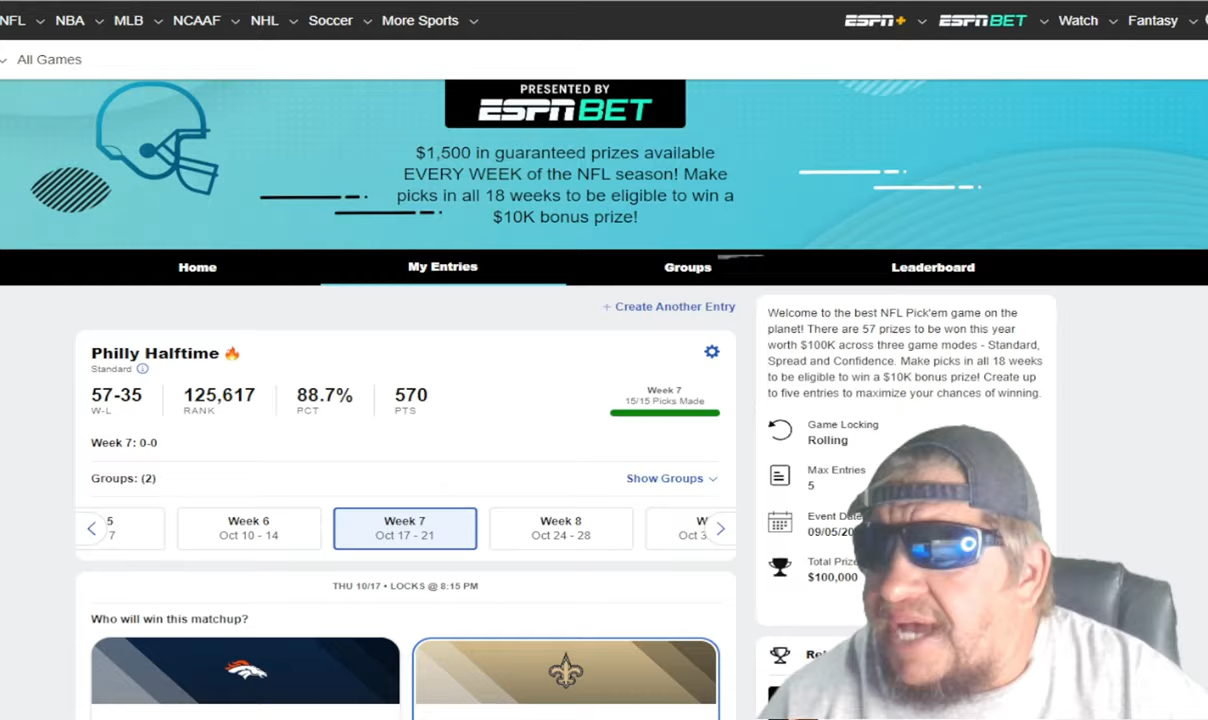 NFL NBA MLB NCAAF NHL Soccer More Sports ESPN+ ESPN BET Watch Fantasy
All Games
PRESENTED BY
ESPN BET
$1,500 in guaranteed prizes available
EVERY WEEK of the NFL season! Make
picks in all 18 weeks to be eligible to win a
$10K bonus prize!
Home My Entries Groups Leaderboard
+ Create Another Entry
Philly Halftime
Standard
57-35 125,617 88.7% 570
W-L RANK PCT PTS
Week 7
15/15 Picks Made
Week 7: 0-0
Groups: (2)
Show Groups
5
7
Week 6
Oct 10 - 14
Week 7
Oct 17 - 21
Week 8
Oct 24 - 28
Oct 3
THU 10/17 • LOCKS @ 8:15 PM
Who will win this matchup?
Welcome to the best NFL Pick'em game on the
planet! There are 57 prizes to be won this year
worth $100K across three game modes - Standard,
Spread and Confidence. Make picks in all 18 weeks
to be eligible to win a $10K bonus prize! Create up
to five entries to maximize your chances of winning.
Game Locking
Rolling
Max Entries
5
Event Date
09/05/20
Total Prize
$100,000